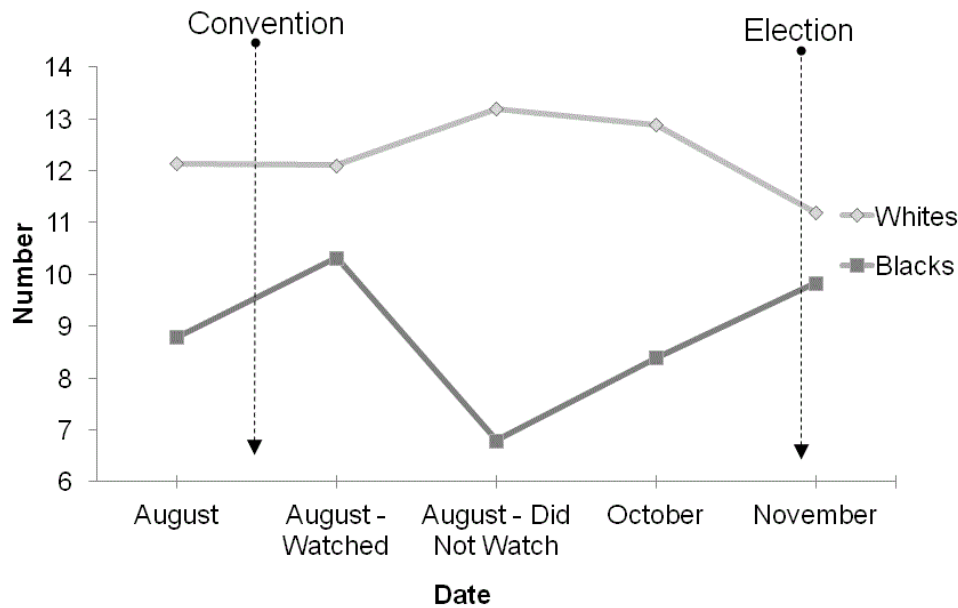 Convention
Election
14
13
12
11
10
9
8
7
6
Number
Whites
Blacks
August
August -
Watched
August - Did
Not Watch
October
November
Date